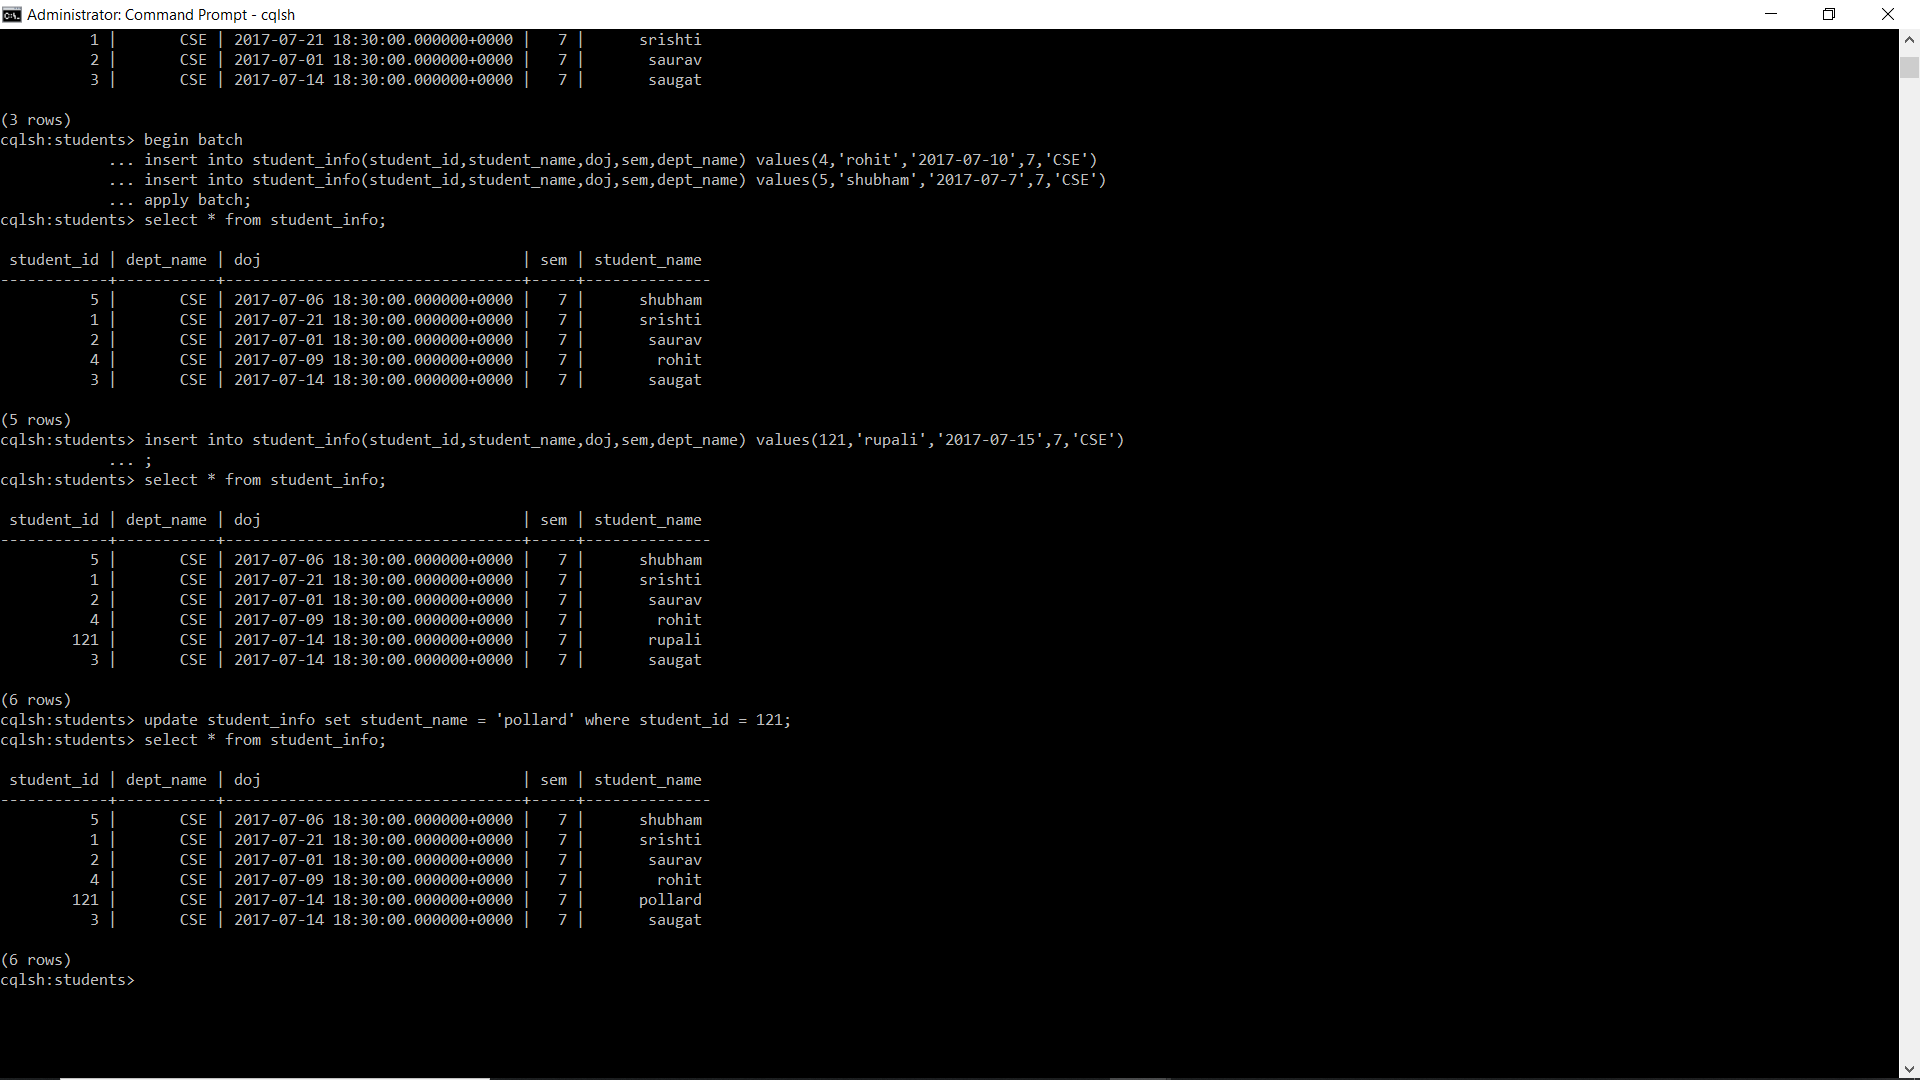 Administrator: Command Prompt - cqlsh
          1 |       CSE | 2017-07-21 18:30:00.000000+0000 |   7 |      srishti
          2 |       CSE | 2017-07-01 18:30:00.000000+0000 |   7 |       saurav
          3 |       CSE | 2017-07-14 18:30:00.000000+0000 |   7 |       saugat
(3 rows)
cqlsh:students> begin batch
            ... insert into student_info(student_id,student_name,doj,sem,dept_name) values(4,'rohit','2017-07-10',7,'CSE')
            ... insert into student_info(student_id,student_name,doj,sem,dept_name) values(5,'shubham','2017-07-7',7,'CSE')
            ... apply batch;
cqlsh:students> select * from student_info;
 student_id | dept_name | doj                             | sem | student_name
------------+-----------+---------------------------------+-----+--------------
          5 |       CSE | 2017-07-06 18:30:00.000000+0000 |   7 |      shubham
          1 |       CSE | 2017-07-21 18:30:00.000000+0000 |   7 |      srishti
          2 |       CSE | 2017-07-01 18:30:00.000000+0000 |   7 |       saurav
          4 |       CSE | 2017-07-09 18:30:00.000000+0000 |   7 |        rohit
          3 |       CSE | 2017-07-14 18:30:00.000000+0000 |   7 |       saugat
(5 rows)
cqlsh:students> insert into student_info(student_id,student_name,doj,sem,dept_name) values(121,'rupali','2017-07-15',7,'CSE')
            ... ;
cqlsh:students> select * from student_info;
 student_id | dept_name | doj                             | sem | student_name
------------+-----------+---------------------------------+-----+--------------
          5 |       CSE | 2017-07-06 18:30:00.000000+0000 |   7 |      shubham
          1 |       CSE | 2017-07-21 18:30:00.000000+0000 |   7 |      srishti
          2 |       CSE | 2017-07-01 18:30:00.000000+0000 |   7 |       saurav
          4 |       CSE | 2017-07-09 18:30:00.000000+0000 |   7 |        rohit
        121 |       CSE | 2017-07-14 18:30:00.000000+0000 |   7 |       rupali
          3 |       CSE | 2017-07-14 18:30:00.000000+0000 |   7 |       saugat
(6 rows)
cqlsh:students> update student_info set student_name = 'pollard' where student_id = 121;
cqlsh:students> select * from student_info;
 student_id | dept_name | doj                             | sem | student_name
------------+-----------+---------------------------------+-----+--------------
          5 |       CSE | 2017-07-06 18:30:00.000000+0000 |   7 |      shubham
          1 |       CSE | 2017-07-21 18:30:00.000000+0000 |   7 |      srishti
          2 |       CSE | 2017-07-01 18:30:00.000000+0000 |   7 |       saurav
          4 |       CSE | 2017-07-09 18:30:00.000000+0000 |   7 |        rohit
        121 |       CSE | 2017-07-14 18:30:00.000000+0000 |   7 |      pollard
          3 |       CSE | 2017-07-14 18:30:00.000000+0000 |   7 |       saugat
(6 rows)
cqlsh:students>